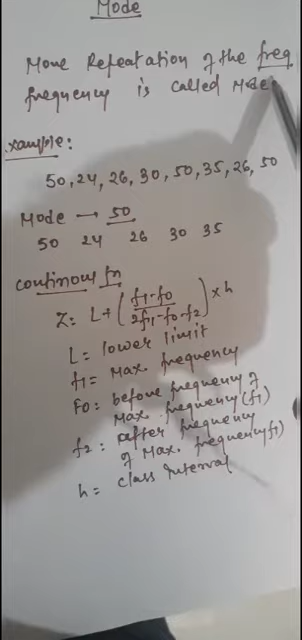 Mode
More Repeatation of the freq
frequency is called Mode
Example:
50, 24, 26, 30, 50, 35, 26, 50
Mode → 50
50 24 26 30 35
continous fn
Z: L+(f1-f0/2f1-f0-f2)×h
L= lower limit
f1= Max frequency
F0: before frequency of
Max. frequency(f1)
f2: after frequency
of Max. frequency(f1)
h= class interval